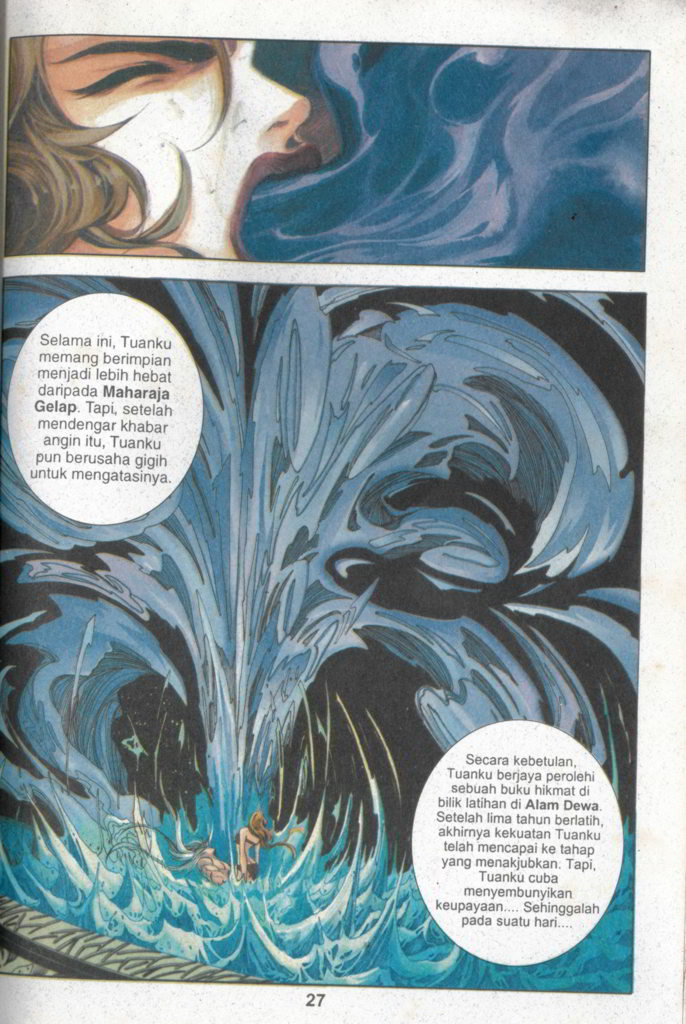 Selama ini, Tuanku
memang berimpian
menjadi lebih hebat
daripada Maharaja
Gelap. Tapi, setelah
mendengar khabar
angin itu, Tuanku
pun berusaha gigih
untuk mengatasinya.
Secara kebetulan,
Tuanku berjaya perolehi
sebuah buku hikmat di
bilik latihan di Alam Dewa.
Setelah lima tahun berlatih,
akhirnya kekuatan Tuanku
telah mencapai ke tahap
yang menakjubkan. Tapi,
Tuanku cuba
menyembunyikan
keupayaan.... Sehinggalah
pada suatu hari....
27